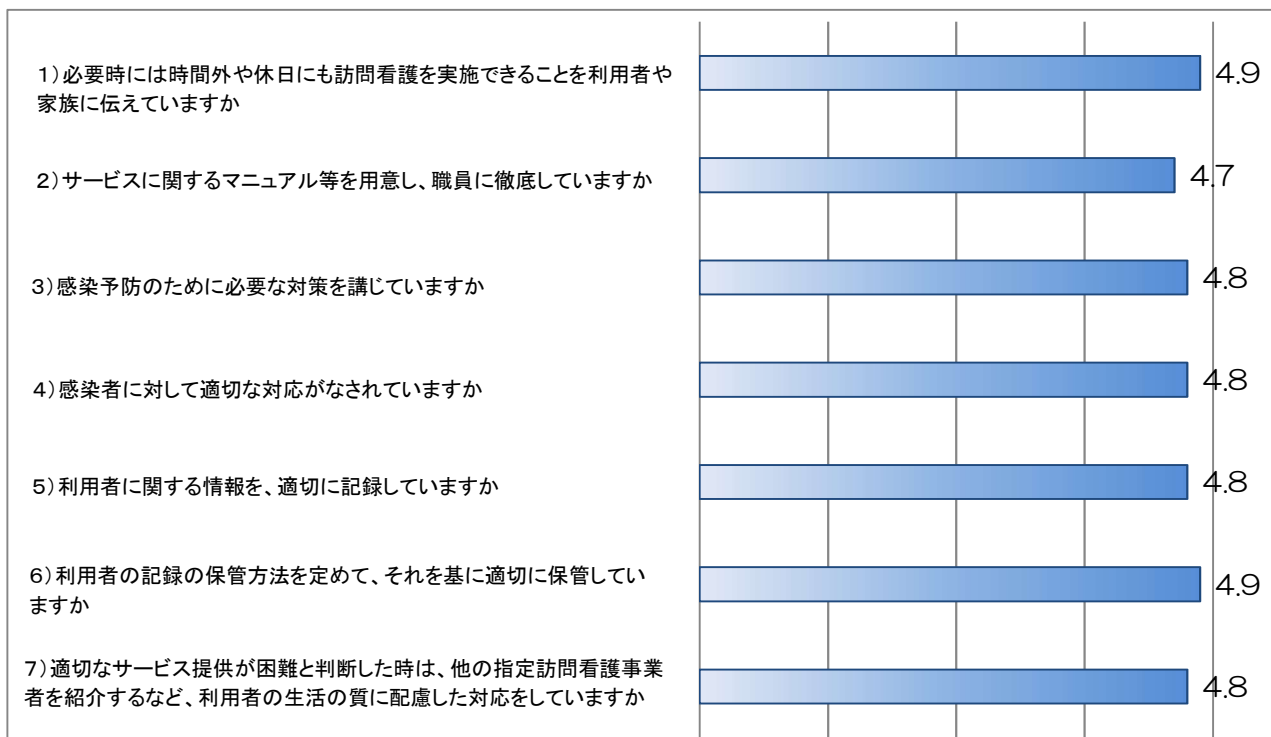 1)必要時には時間外や休日にも訪問看護を実施できることを利用者や
家族に伝えていますか
4.9
2)サービスに関するマニュアル等を用意し、職員に徹底していますか
4.7
3)感染予防のために必要な対策を講じていますか
4.8
4)感染者に対して適切な対応がなされていますか
4.8
5)利用者に関する情報を、適切に記録していますか
4.8
6)利用者の記録の保管方法を定めて、それを基に適切に保管してい
ますか
4.9
7)適切なサービス提供が困難と判断した時は、他の指定訪問看護事業
者を紹介するなど、利用者の生活の質に配慮した対応をしていますか
4.8